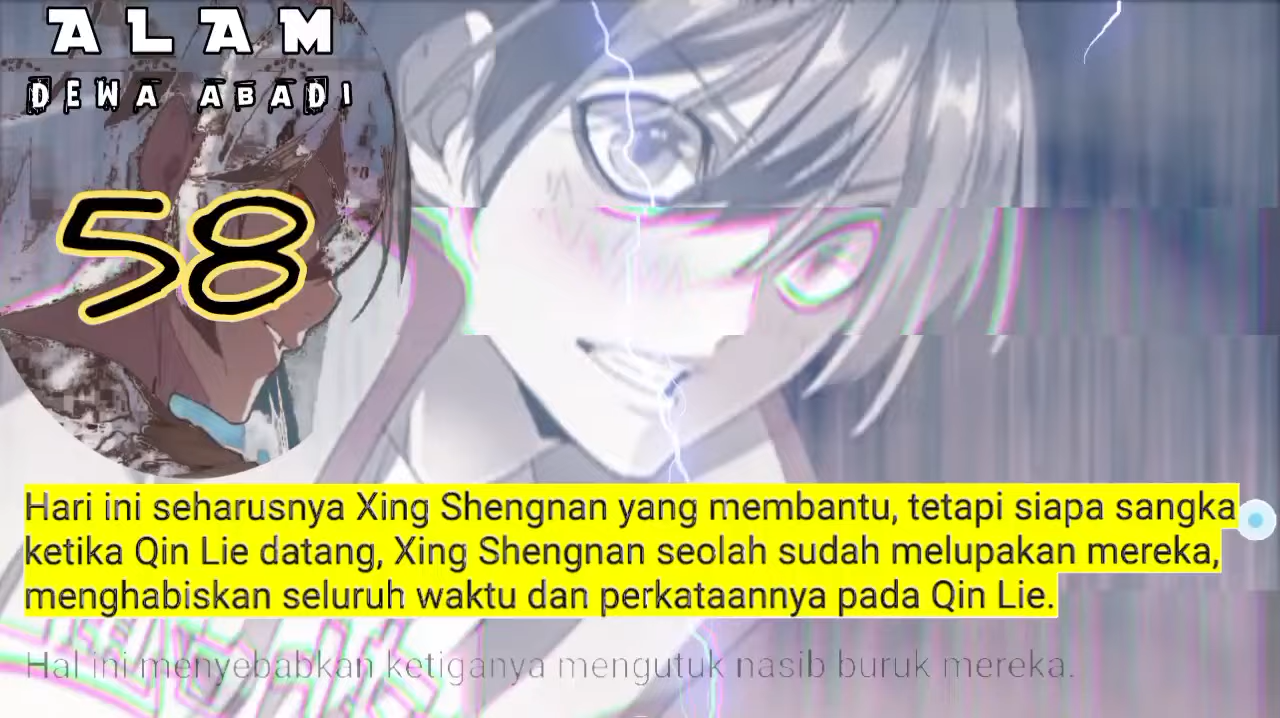 ALAM
DEWA ABADI
58
Hari ini seharusnya Xing Shengnan yang membantu, tetapi siapa sangka
ketika Qin Lie datang, Xing Shengnan seolah sudah melupakan mereka,
menghabiskan seluruh waktu dan perkataannya pada Qin Lie.
Hal ini menyebabkan ketiganya mengutuk nasib buruk mereka.